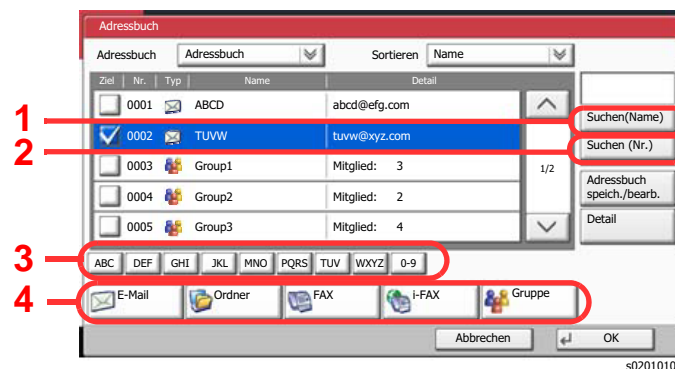 Adressbuch
Adressbuch Adressbuch Sortieren Name
Ziel Nr. Typ Name Detail
0001 ABCD abcd@efg.com
1 Suchen(Name)
0002 TUVW tuvw@xyz.com
2 Suchen (Nr.)
0003 Group1 Mitglied: 3 1/2
Adressbuch
speich./bearb.
0004 Group2 Mitglied: 2
0005 Group3 Mitglied: 4 Detail
3 ABC DEF GHI JKL MNO PQRS TUV WXYZ 0-9
4 E-Mail Ordner FAX i-FAX Gruppe
Abbrechen OK
s0201010